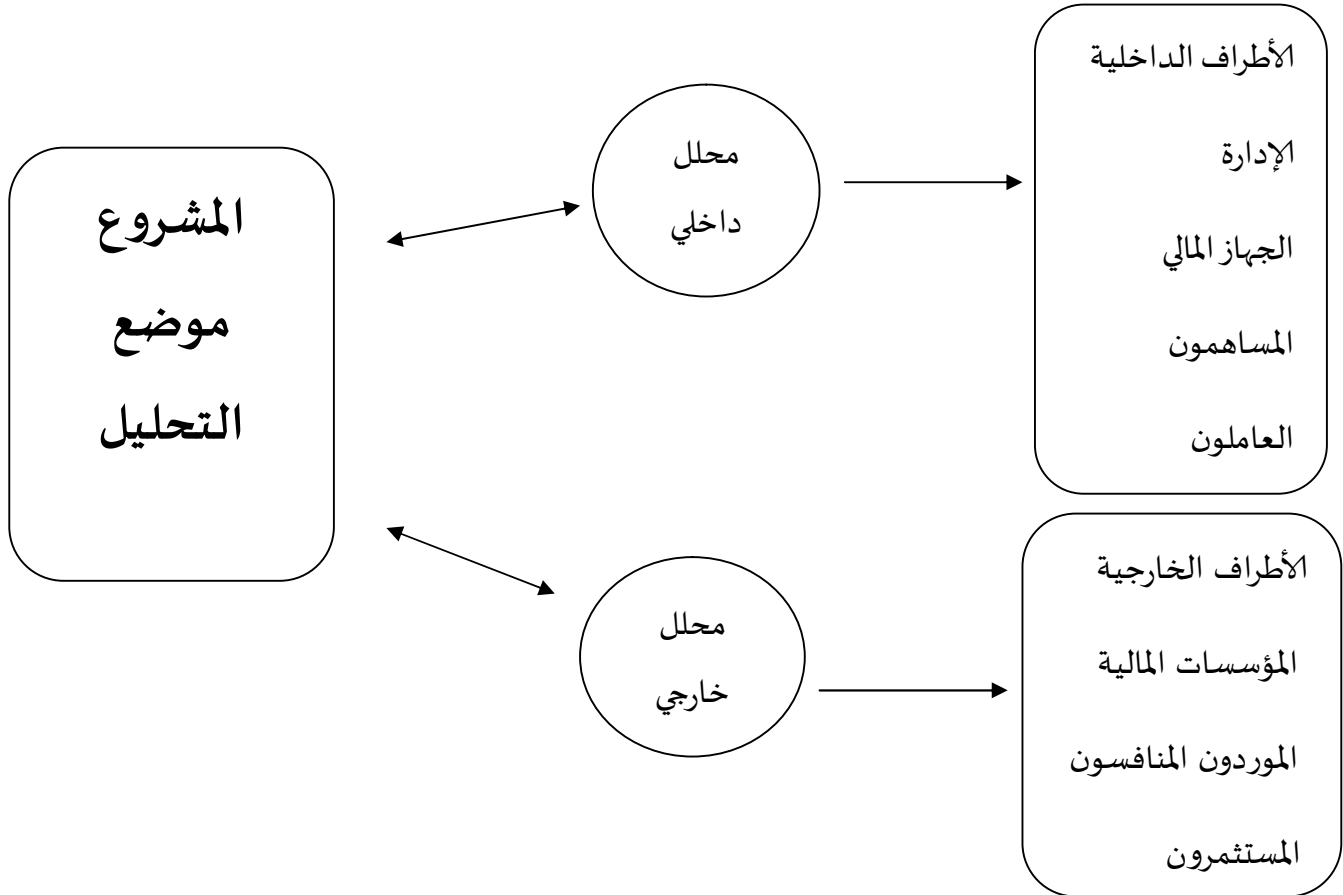 المشروع
موضع
التحليل
محلل
داخلي
الأطراف الداخلية
الإدارة
الجهاز المالي
المساهمون
العاملون
محلل
خارجي
الأطراف الخارجية
المؤسسات المالية
الموردون المنافسون
المستثمرون